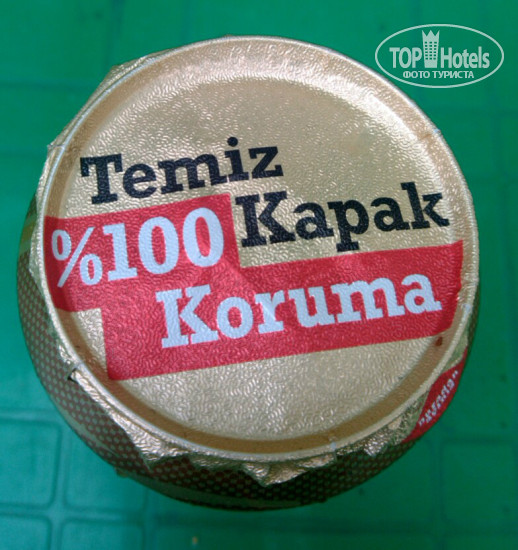 TOP Hotels
ФОТО ТУРИСТА
Temiz
Kapak
%100
Koruma